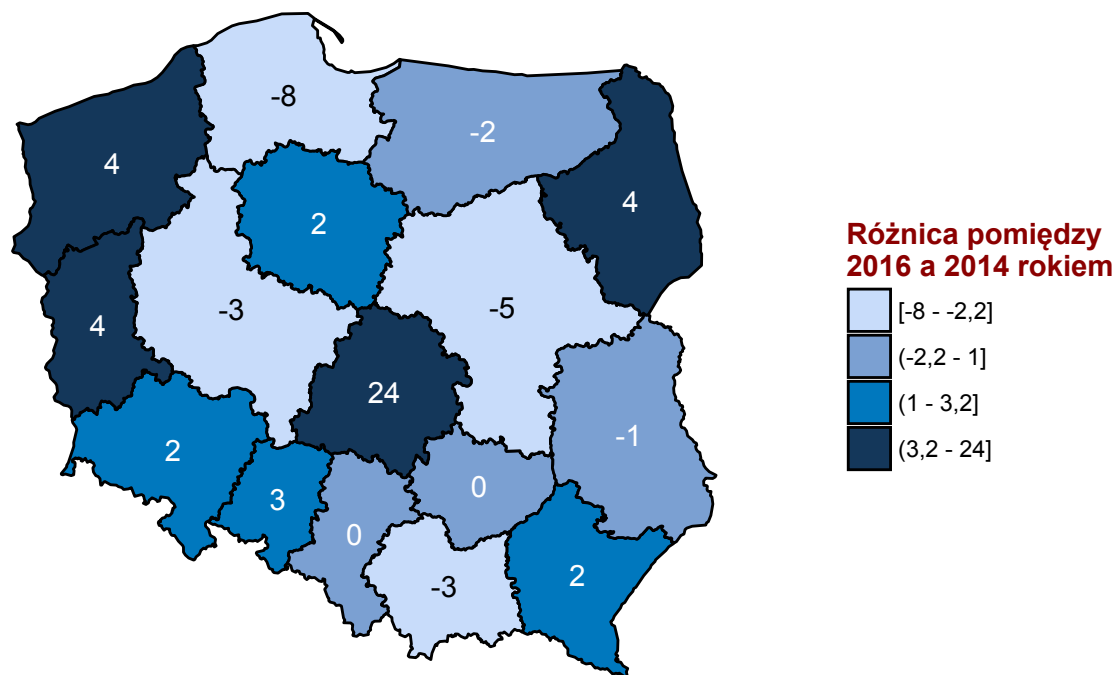 -8
-2
4
4
2
-3
-5
4
24
-1
2
3
0
0
-3
2
Różnica pomiędzy
2016 a 2014 rokiem
[-8 - -2,2]
(-2,2 - 1]
(1 - 3,2]
(3,2 - 24]